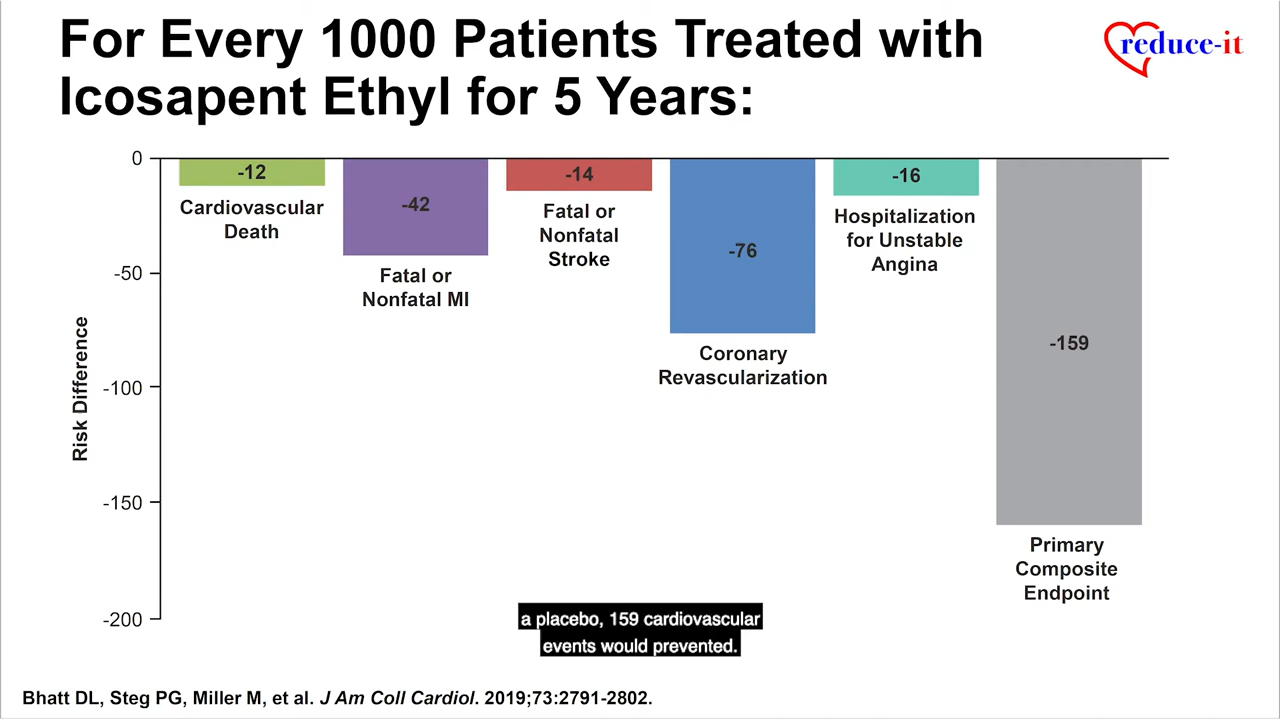 For Every 1000 Patients Treated with
Icosapent Ethyl for 5 Years:
reduce-it
0
-50
-100
-150
-200
Risk Difference
-12
Cardiovascular
Death
-42
Fatal or
Nonfatal MI
-14
Fatal or
Nonfatal
Stroke
-76
Coronary
Revascularization
-16
Hospitalization
for Unstable
Angina
-159
Primary
Composite
Endpoint
a placebo, 159 cardiovascular
events would prevented.
Bhatt DL, Steg PG, Miller M, et al. J Am Coll Cardiol. 2019;73:2791-2802.